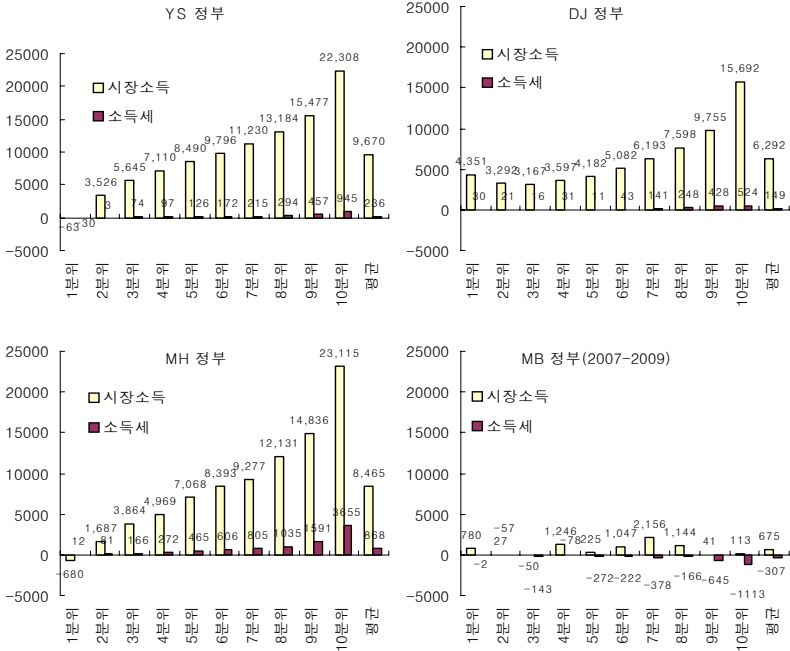 YS 정부
25000
20000
15000
10000
5000
0
-5000
시장소득
소득세
-63 3,526 5,645 7,110 8,490 9,796 11,230 13,184 15,477 22,308 9,670
-30 3 74 97 126 172 215 294 457 945 236
1분위 2분위 3분위 4분위 5분위 6분위 7분위 8분위 9분위 10분위 평균
DJ 정부
25000
20000
15000
10000
5000
0
-5000
시장소득
소득세
4,351 3,292 3,167 3,597 4,182 5,082 6,193 7,598 9,755 15,692 6,292
30 21 16 31 11 43 141 248 428 524 149
1분위 2분위 3분위 4분위 5분위 6분위 7분위 8분위 9분위 10분위 평균
MH 정부
25000
20000
15000
10000
5000
0
-5000
시장소득
소득세
-680 1,687 3,864 4,969 7,068 8,393 9,277 12,131 14,836 23,115 8,465
12 81 166 272 465 606 805 1035 1591 3655 868
1분위 2분위 3분위 4분위 5분위 6분위 7분위 8분위 9분위 10분위 평균
MB 정부(2007-2009)
25000
20000
15000
10000
5000
0
-5000
시장소득
소득세
780 -57 -50 1,246 225 1,047 2,156 1,144 41 113 675
-2 27 -143 -78 -272 -222 -378 -166 -645 -1113 -307
1분위 2분위 3분위 4분위 5분위 6분위 7분위 8분위 9분위 10분위 평균